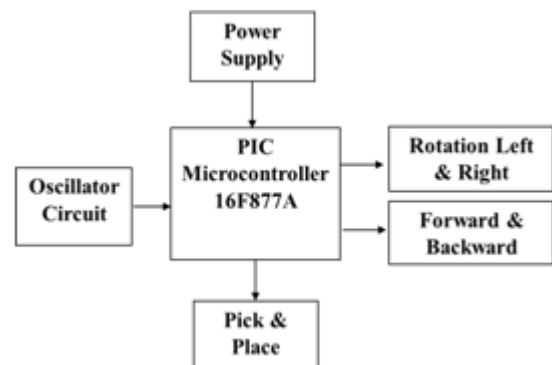 Power
Supply
PIC
Microcontroller
16F877A
Oscillator
Circuit
Rotation Left
& Right
Forward &
Backward
Pick &
Place